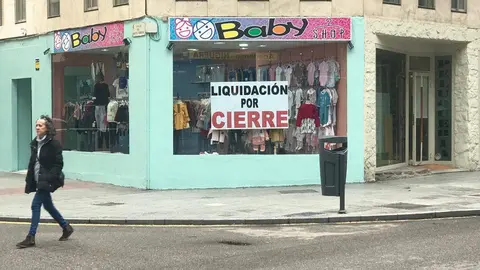 Baby
Baby SHOP
LIQUIDACIÓN
POR
CIERRE